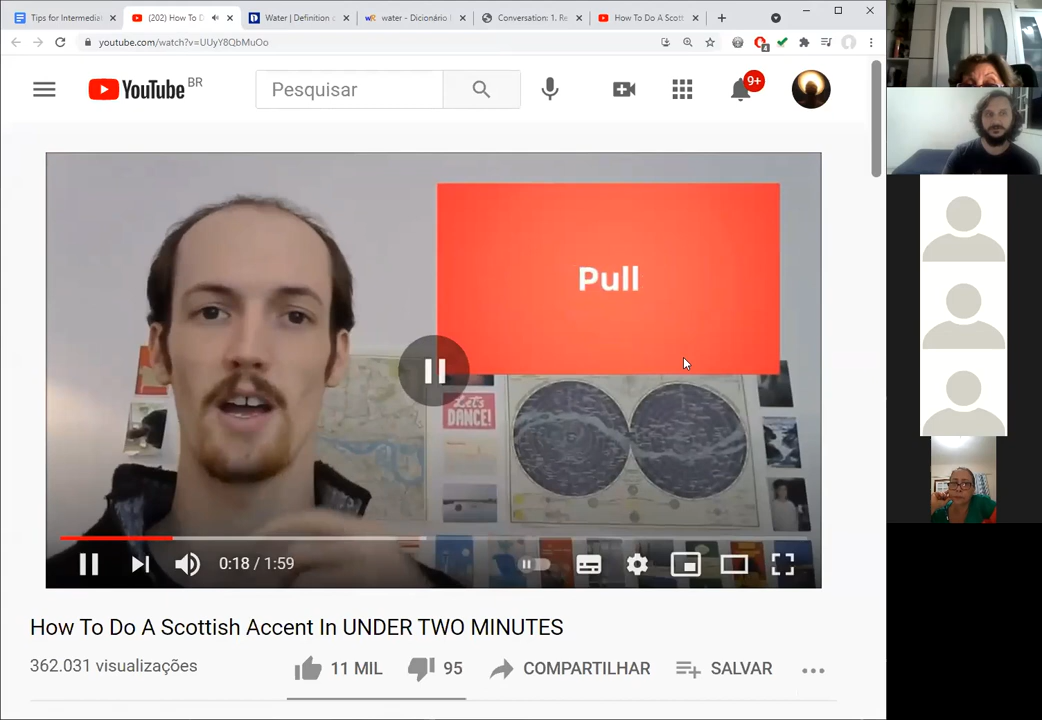 Tips for Intermedia
(202) How To D
Water | Definition o
water - Dicionário
Conversation: 1. Re
How To Do A Scott
youtube.com/watch?v=UUyY8QbMuOo
4
YouTube BR
Pesquisar
9+
Pull
LET'S
DANCE!
0:18 / 1:59
How To Do A Scottish Accent In UNDER TWO MINUTES
362.031 visualizações
11 MIL
95
COMPARTILHAR
SALVAR